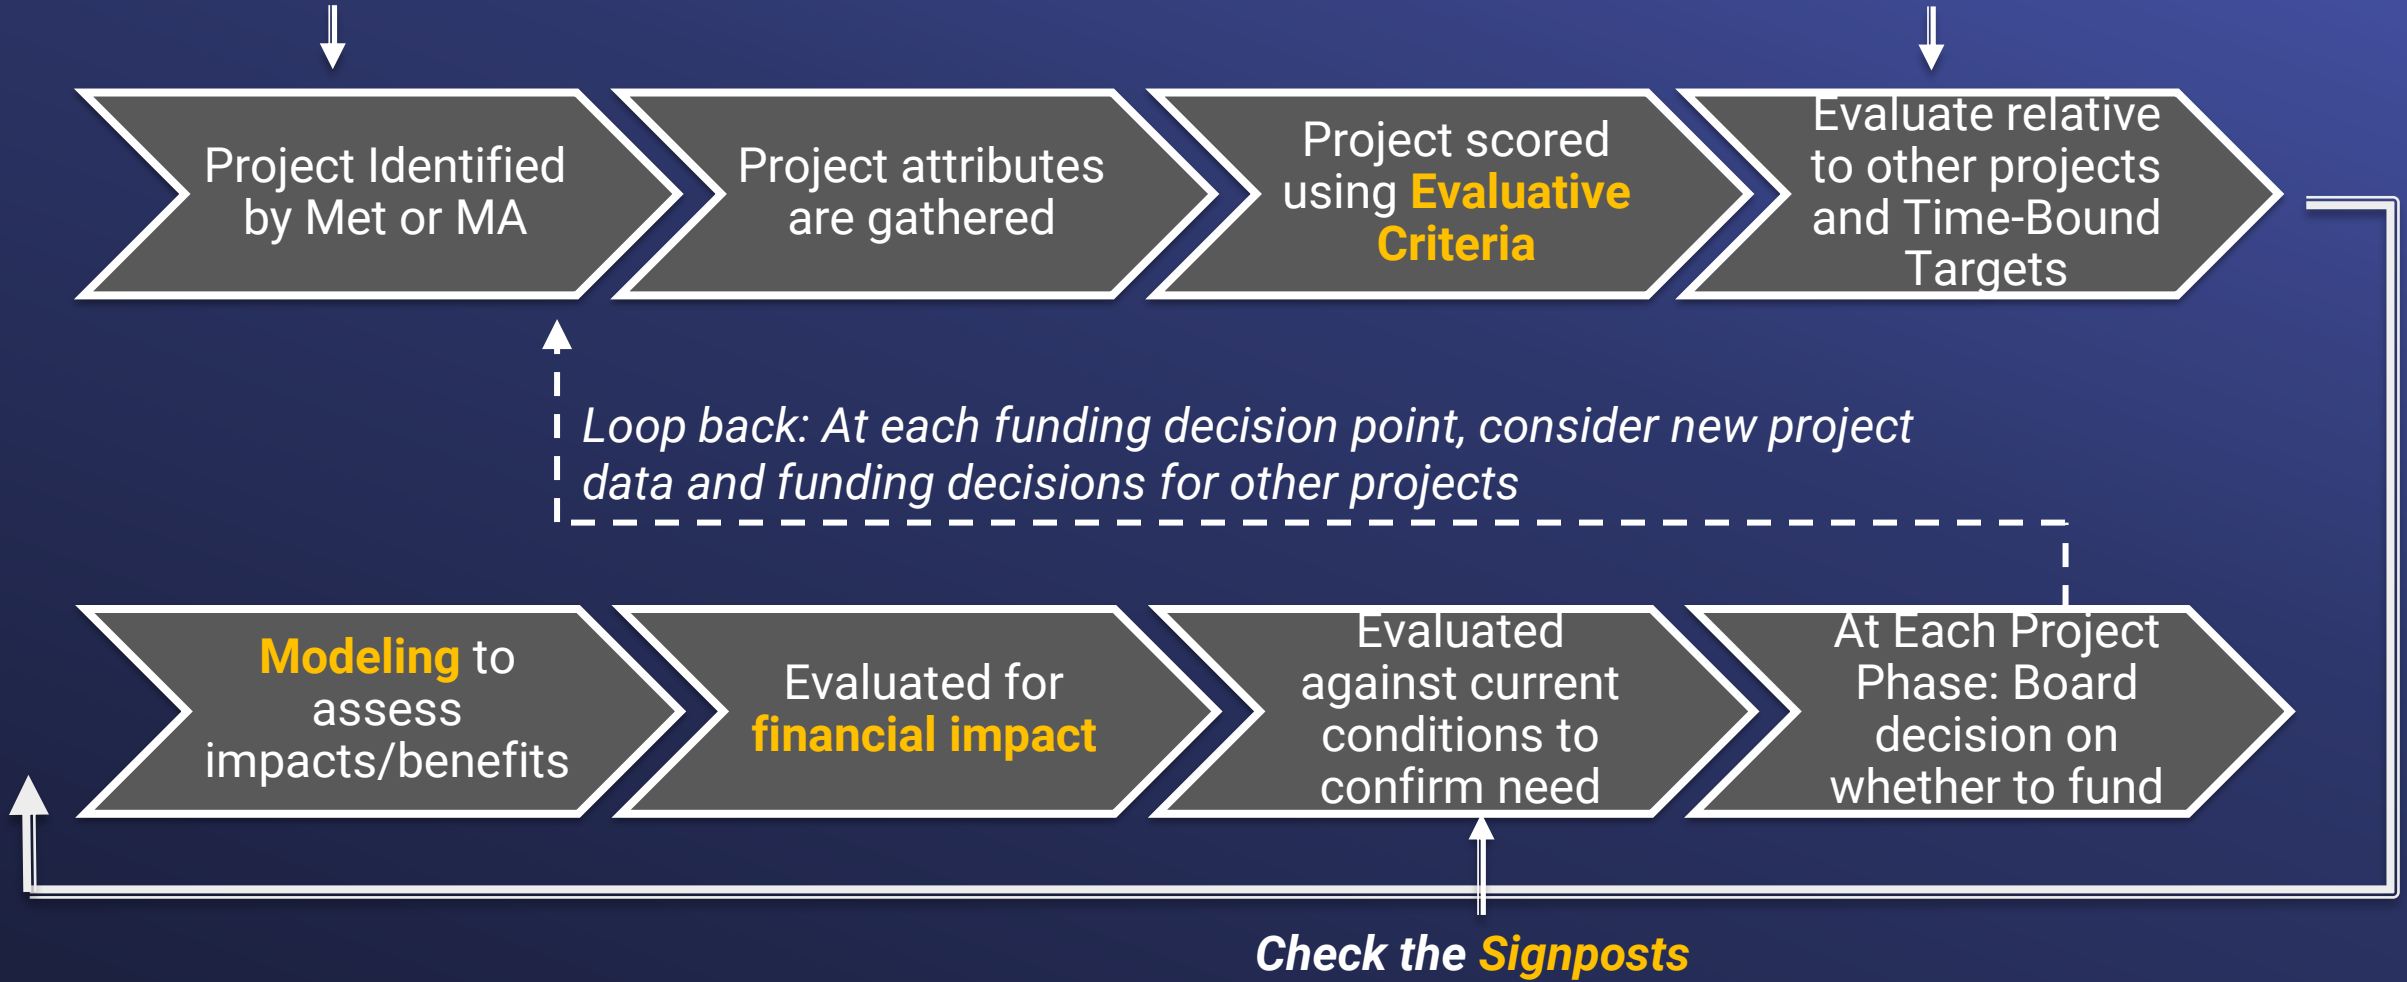 Project Identified
by Met or MA
Project attributes
are gathered
Project scored
using Evaluative
Criteria
Evaluate relative
to other projects
and Time-Bound
Targets
Loop back: At each funding decision point, consider new project
data and funding decisions for other projects
Modeling to
assess
impacts/benefits
Evaluated for
financial impact
Evaluated
against current
conditions to
confirm need
At Each Project
Phase: Board
decision on
whether to fund
Check the Signposts